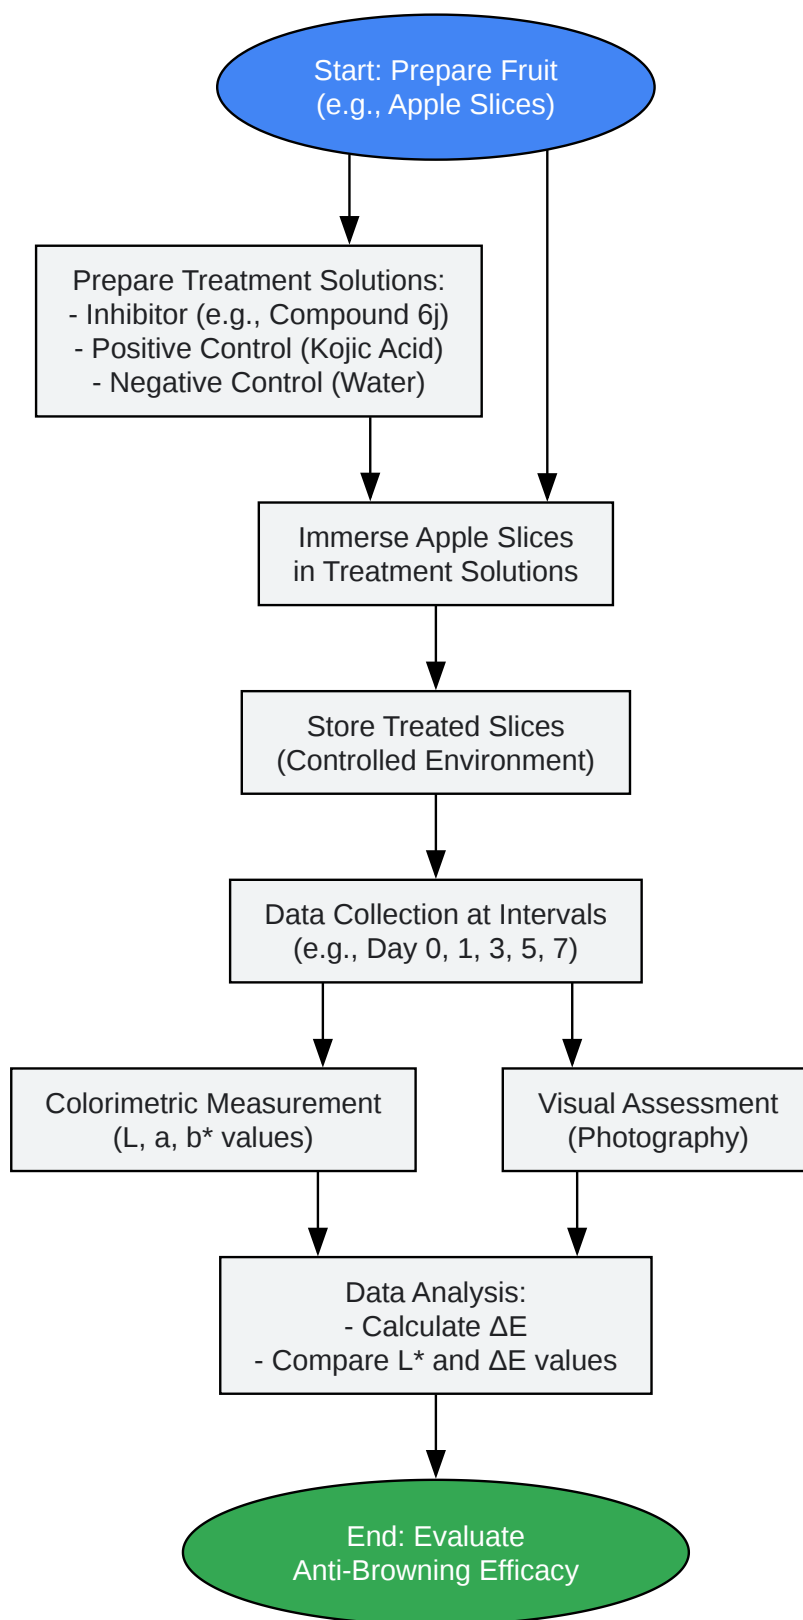 Start: Prepare Fruit
(e.g., Apple Slices)
Prepare Treatment Solutions:
- Inhibitor (e.g., Compound 6j)
- Positive Control (Kojic Acid)
- Negative Control (Water)
Immerse Apple Slices
in Treatment Solutions
Store Treated Slices
(Controlled Environment)
Data Collection at Intervals
(e.g., Day 0, 1, 3, 5, 7)
Colorimetric Measurement
(L, a, b* values)
Visual Assessment
(Photography)
Data Analysis:
- Calculate ΔE
- Compare L* and ΔE values
End: Evaluate
Anti-Browning Efficacy